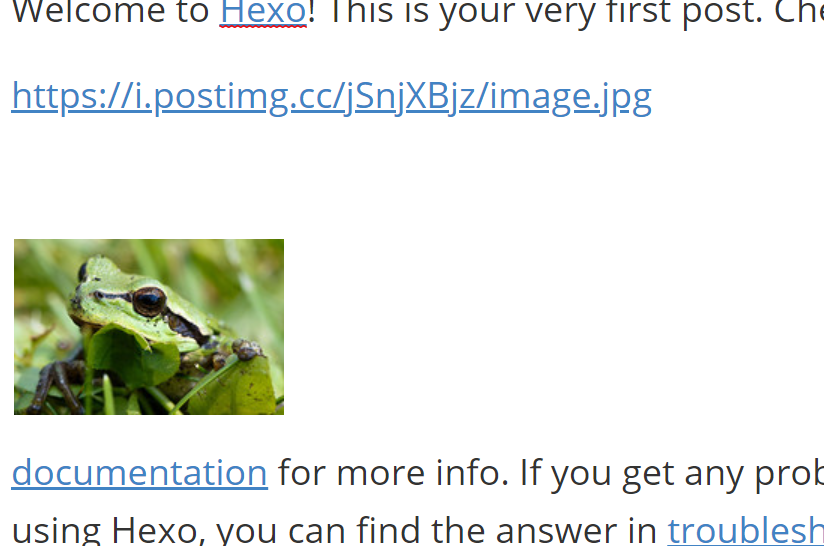 Welcome to Hexo! This is your very first post. Che
https://i.postimg.cc/jSnjXBjz/image.jpg
documentation for more info. If you get any prob
using Hexo, you can find the answer in troublesh